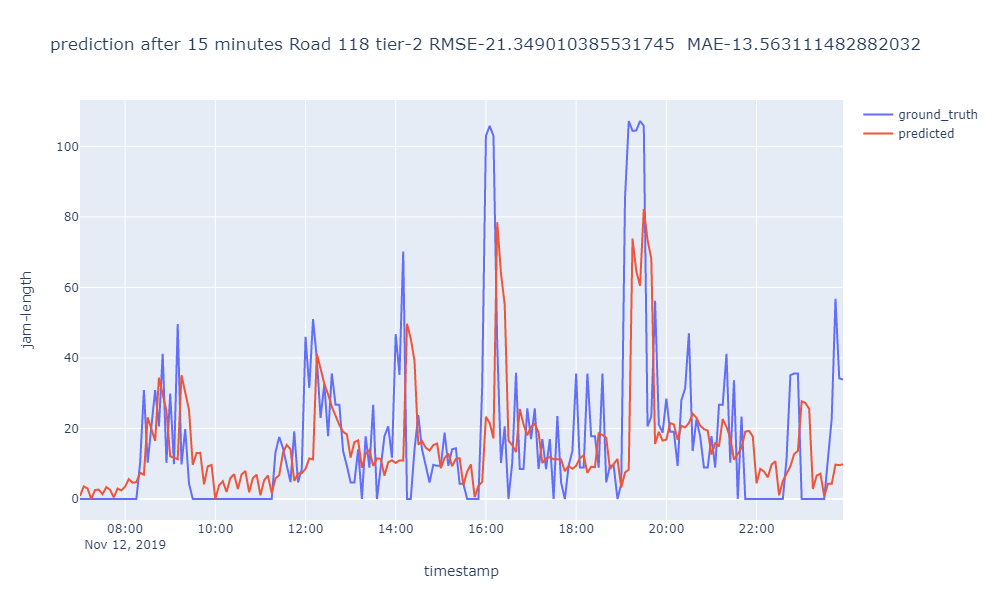 prediction after 15 minutes Road 118 tier-2 RMSE-21.349010385531745  MAE-13.563111482882032
ground_truth
predicted
100
80
60
40
20
0
jam-length
08:00 10:00 12:00 14:00 16:00 18:00 20:00 22:00
Nov 12, 2019
timestamp